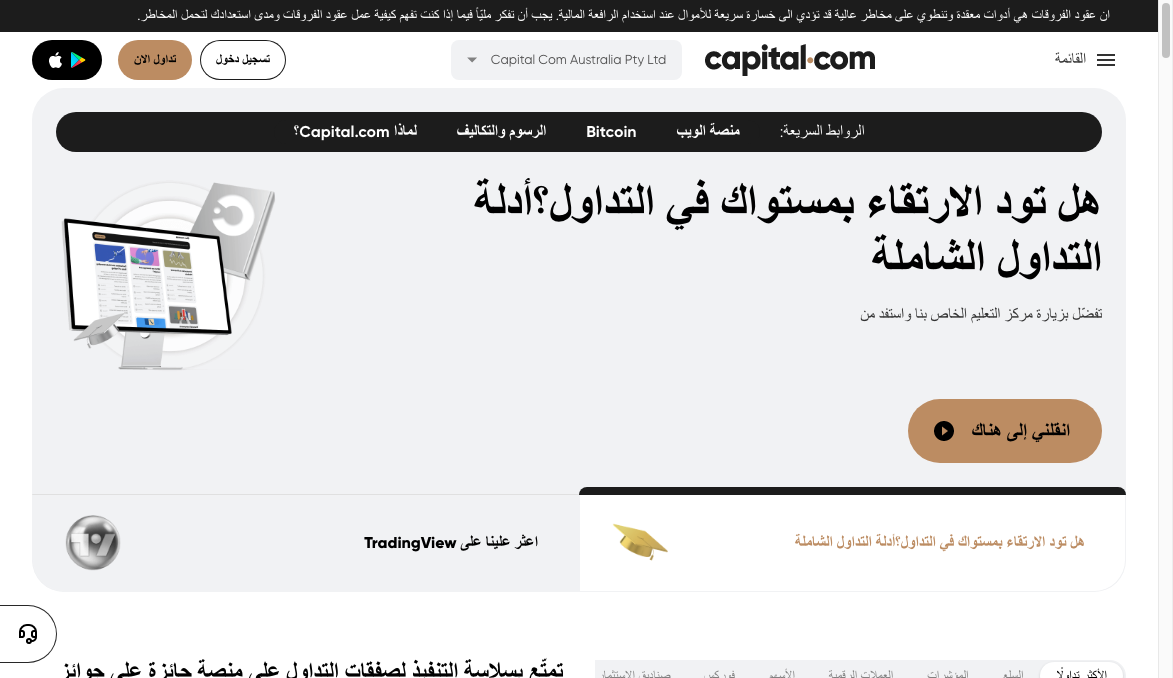 ان عقود الفروقات هي أدوات معقدة وتنطوي على مخاطر عالية قد تؤدي الى خسارة سريعة للأموال عند استخدام الرافعة المالية. يجب أن تفكر مليّاً فيما إذا كنت تفهم كيفية عمل عقود الفروقات ومدى استعدادك لتحمل المخاطر.
القائمة
capital.com
Capital Com Australia Pty Ltd
تسجيل دخول
تداول الان
الروابط السريعة:
منصة الويب
Bitcoin
الرسوم والتكاليف
لماذا Capital.com؟
هل تود الارتقاء بمستواك في التداول؟أدلة
التداول الشاملة
تفضّل بزيارة مركز التعليم الخاص بنا واستفد من
انقلني إلى هناك
هل تود الارتقاء بمستواك في التداول؟أدلة التداول الشاملة
اعثر علينا على TradingView
الأكثر تداولًا
السلع
المؤشرات
العملات الرقمية
الأسهم
فوركس
صناديق الاستثمار
تمتّع بسلاسة التنفيذ لصفقات التداول على منصة حائزة على جوائز